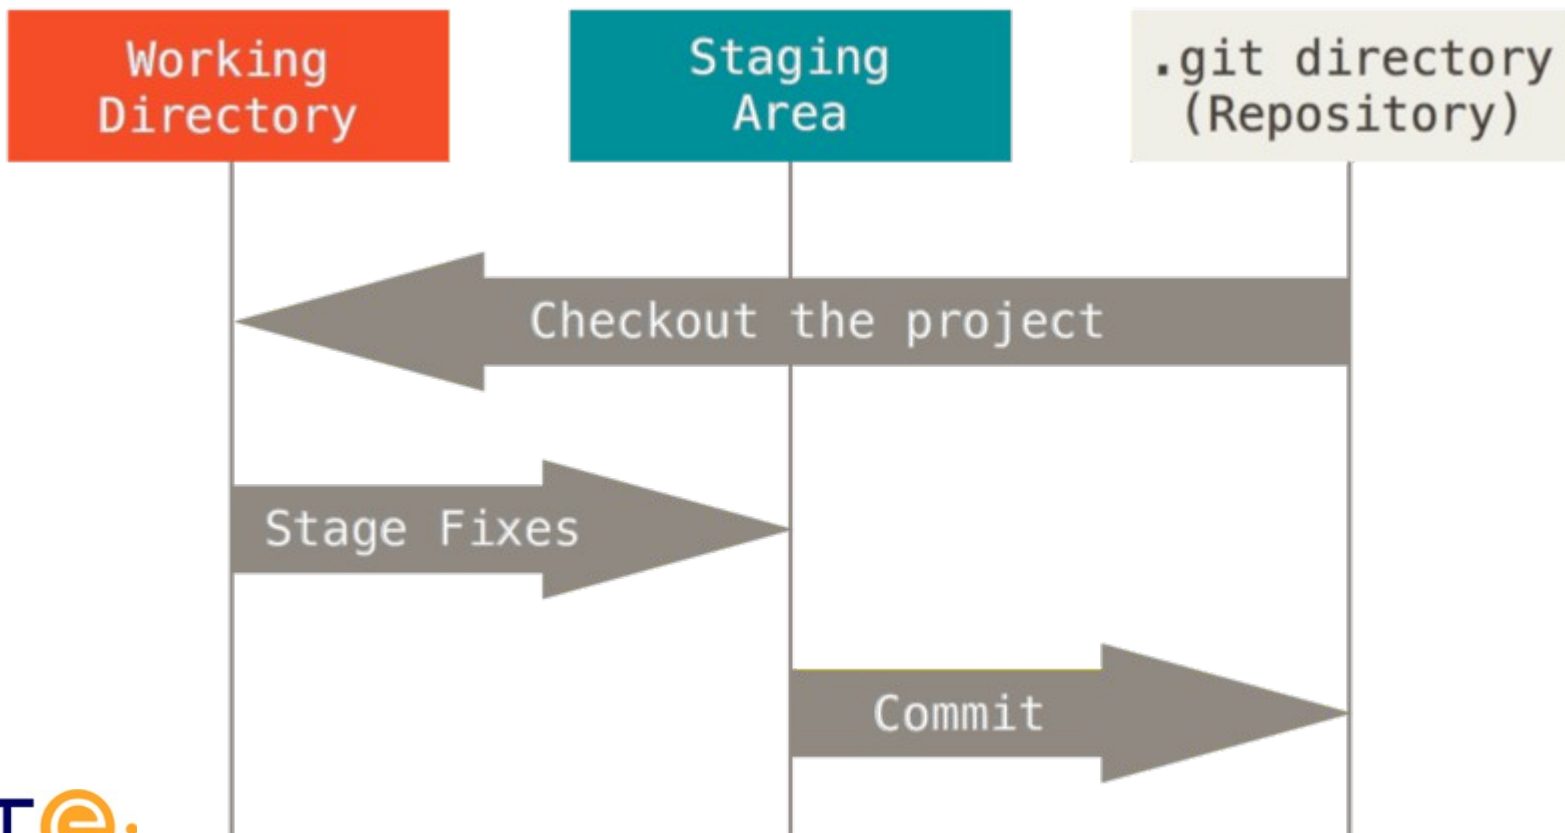 Working
Directory
Staging
Area
.git directory
(Repository)
Checkout the project
Stage Fixes
Commit